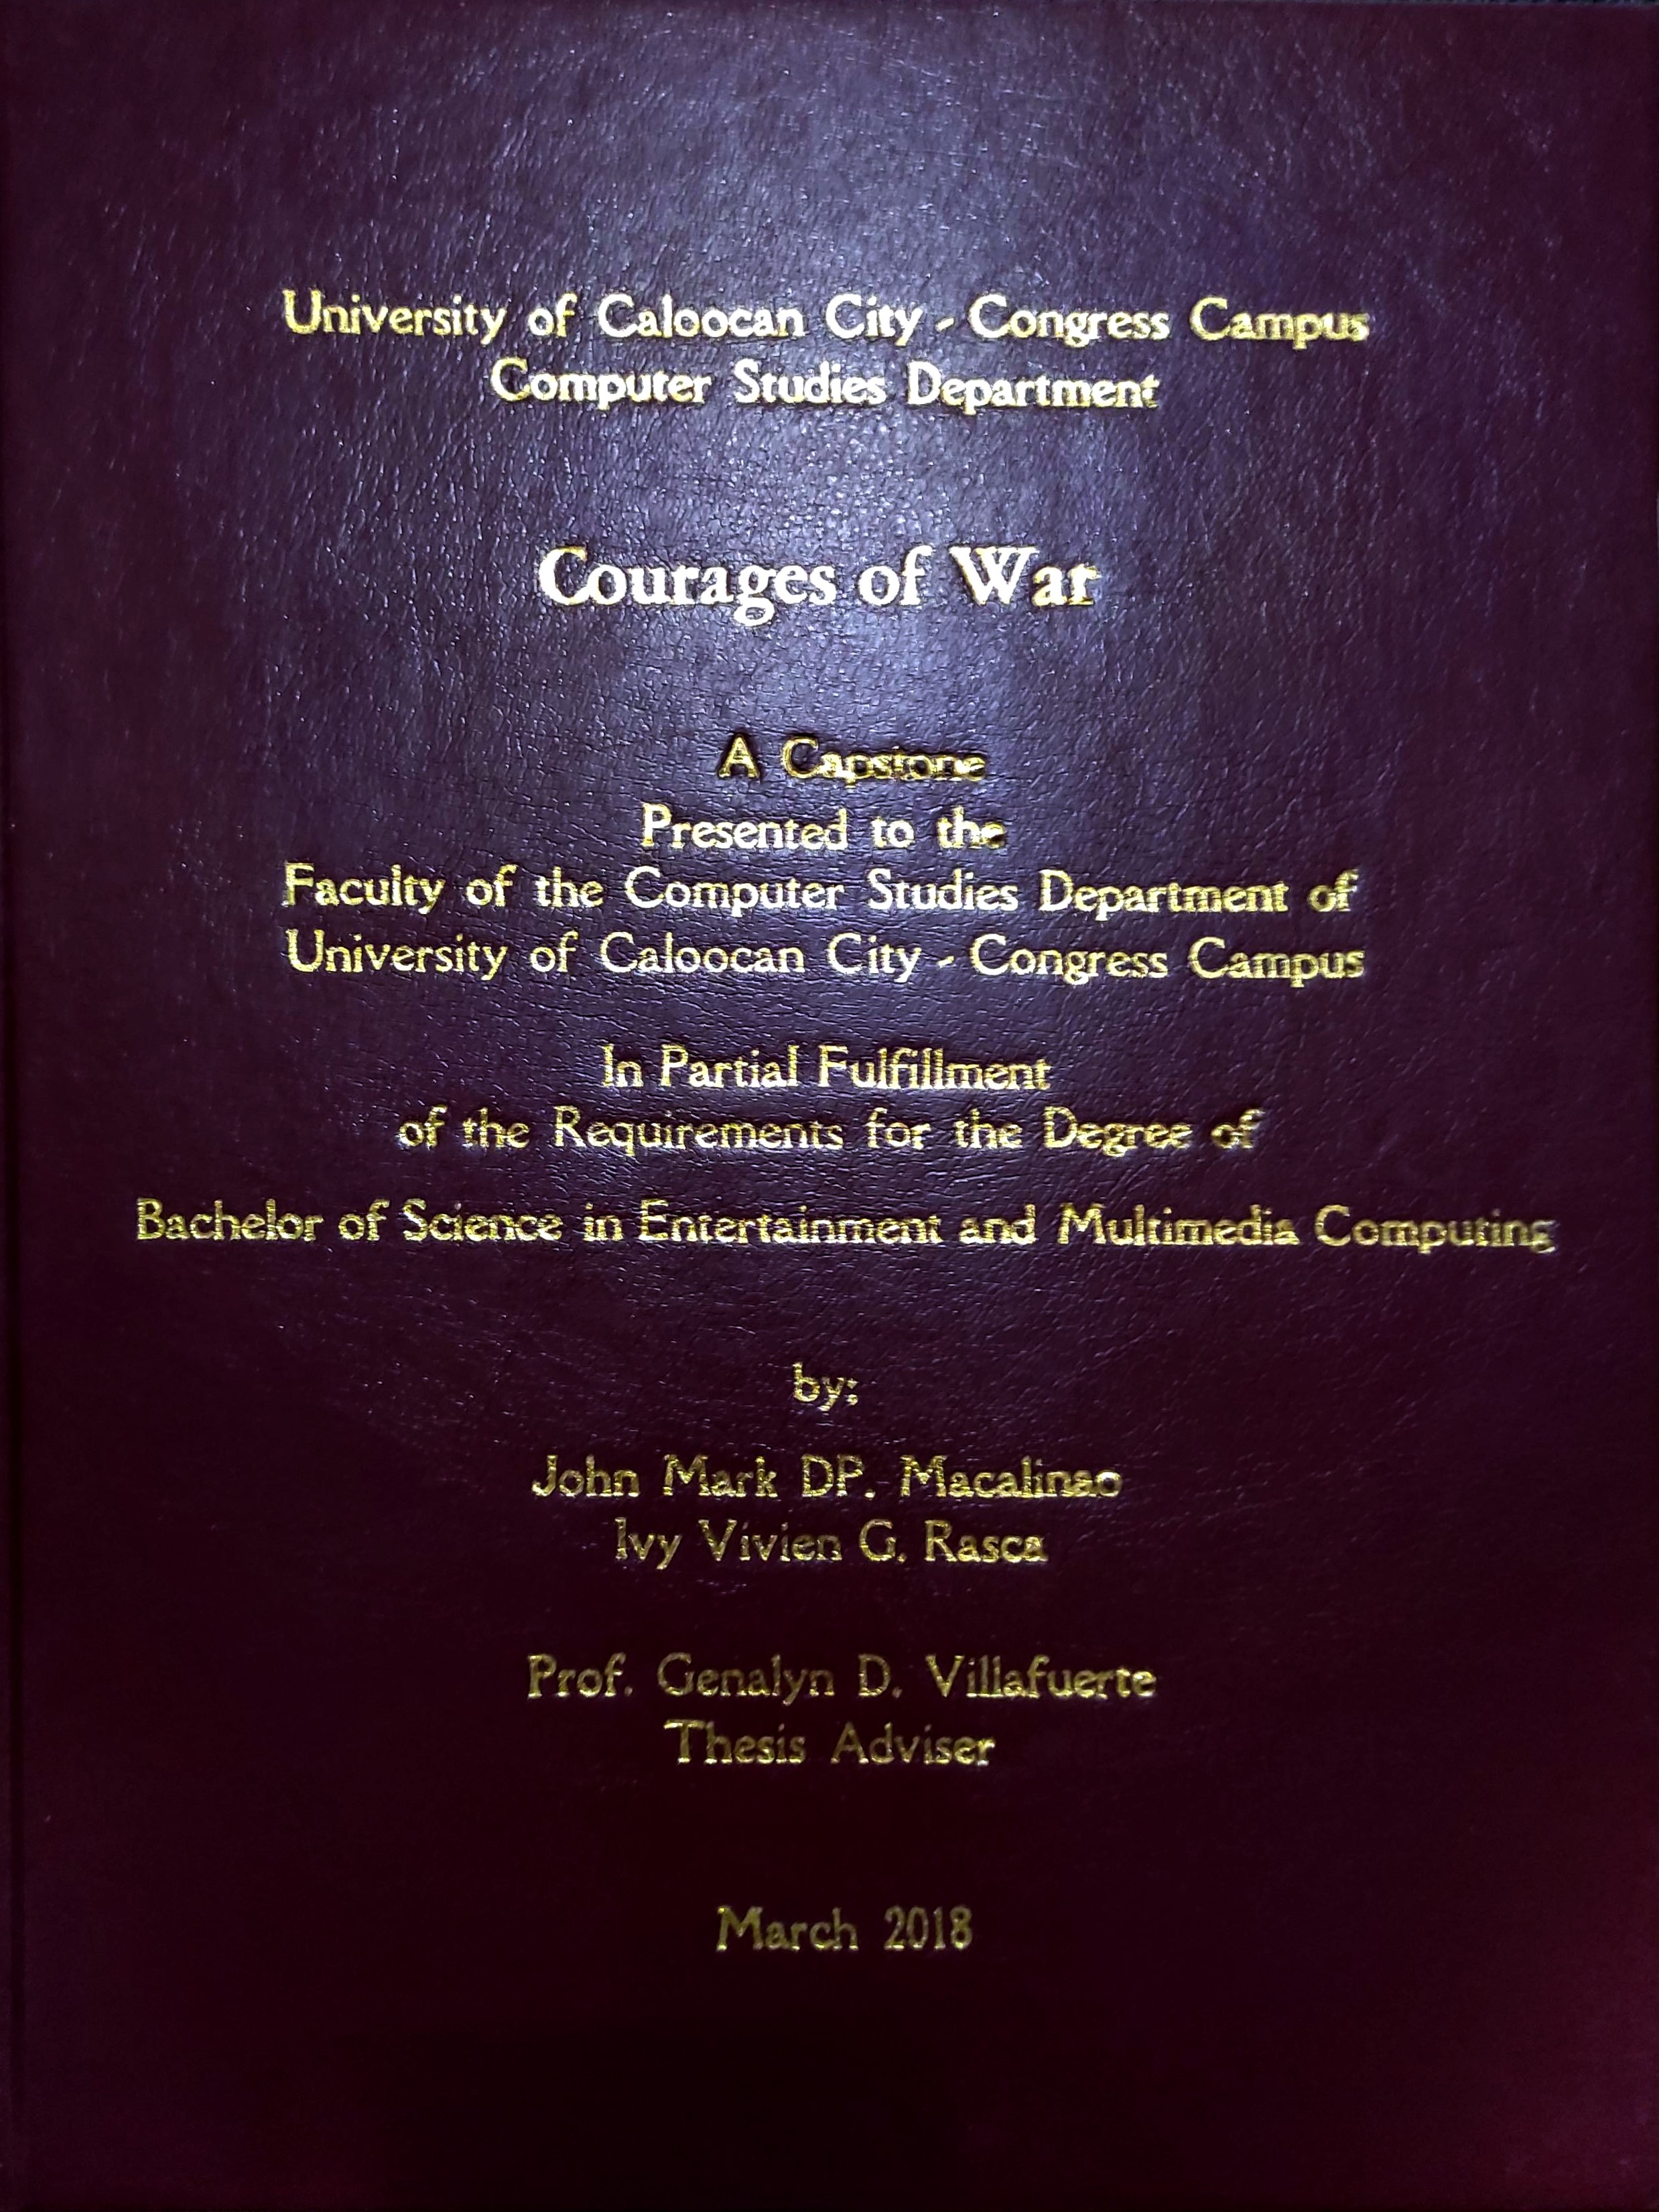 University of Caloocan City - Congress Campus
Computer Studies Department
Courages of War
A Capstone
Presented to the
Faculty of the Computer Studies Department of
University of Caloocan City - Congress Campus
In Partial Fulfillment
of the Requirements for the Degree of
Bachelor of Science in Entertainment and Multimedia Computing
by:
John Mark DP. Macalinao
Ivy Vivien G. Rasca
Prof. Genalyn D. Villafuerte
Thesis Adviser
March 2018